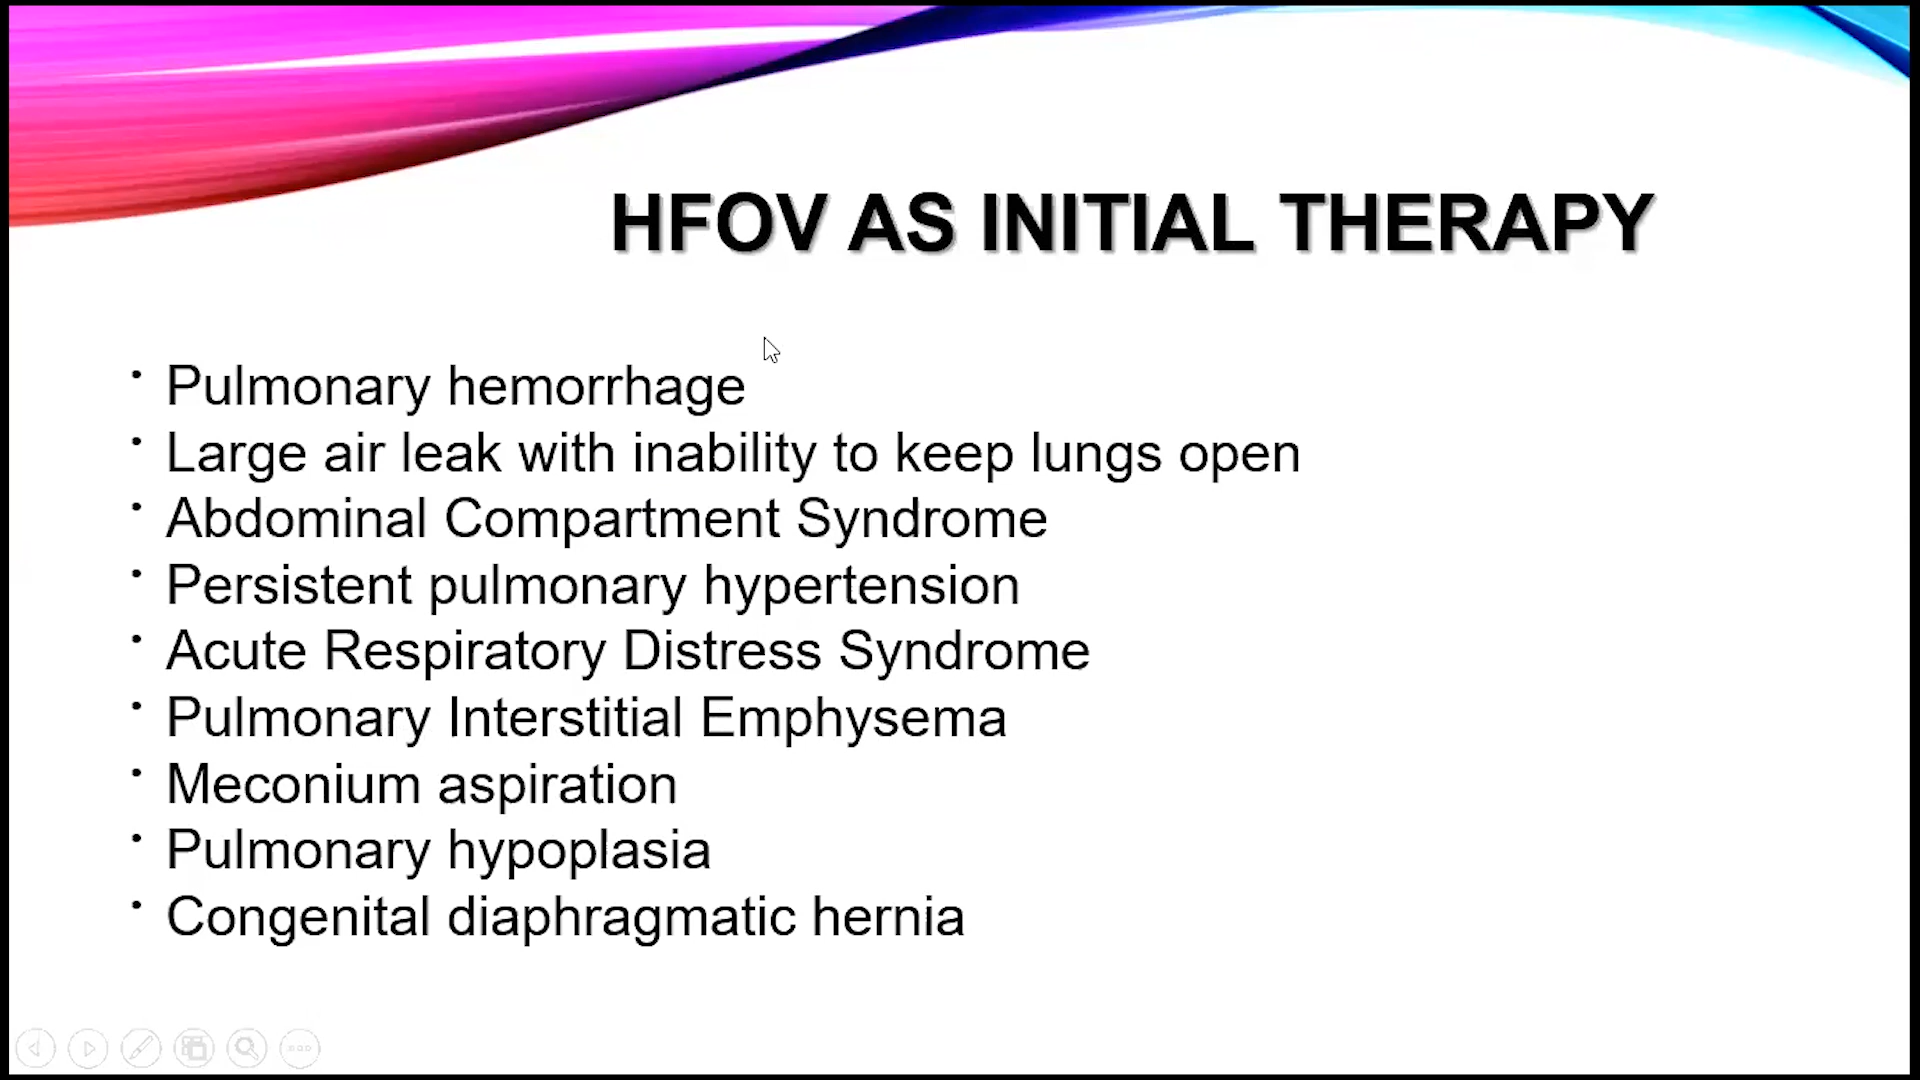 HFOV AS INITIAL THERAPY
• Pulmonary hemorrhage
• Large air leak with inability to keep lungs open
• Abdominal Compartment Syndrome
• Persistent pulmonary hypertension
• Acute Respiratory Distress Syndrome
• Pulmonary Interstitial Emphysema
• Meconium aspiration
• Pulmonary hypoplasia
• Congenital diaphragmatic hernia